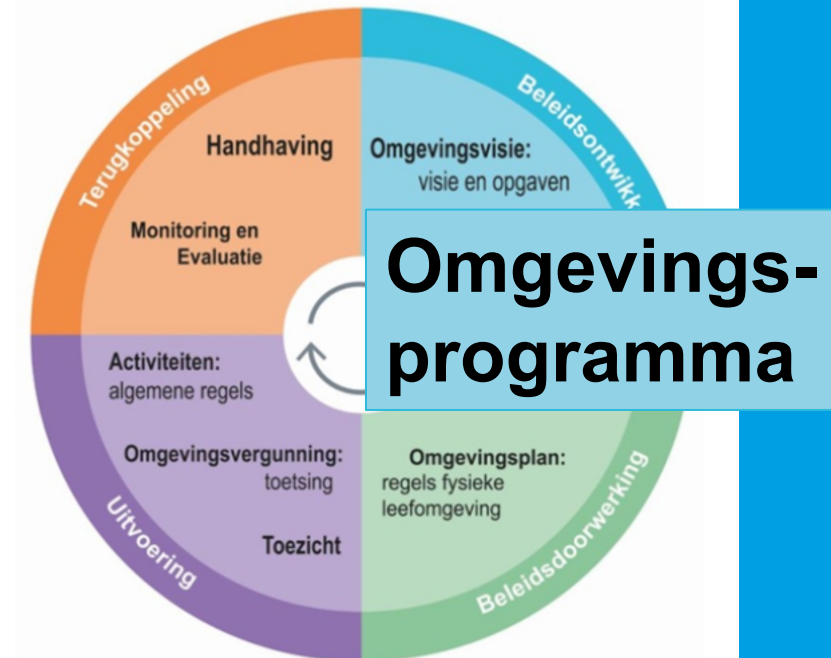 Terugkoppeling
Handhaving
Monitoring en
Evaluatie
Beleidsontwikk
Omgevingsvisie:
visie en opgaven
Omgevings-
programma
Activiteiten:
algemene regels
Omgevingsvergunning:
toetsing
Toezicht
Uitvoering
Omgevingsplan:
regels fysieke
leefomgeving
Beleidsdoorwerking